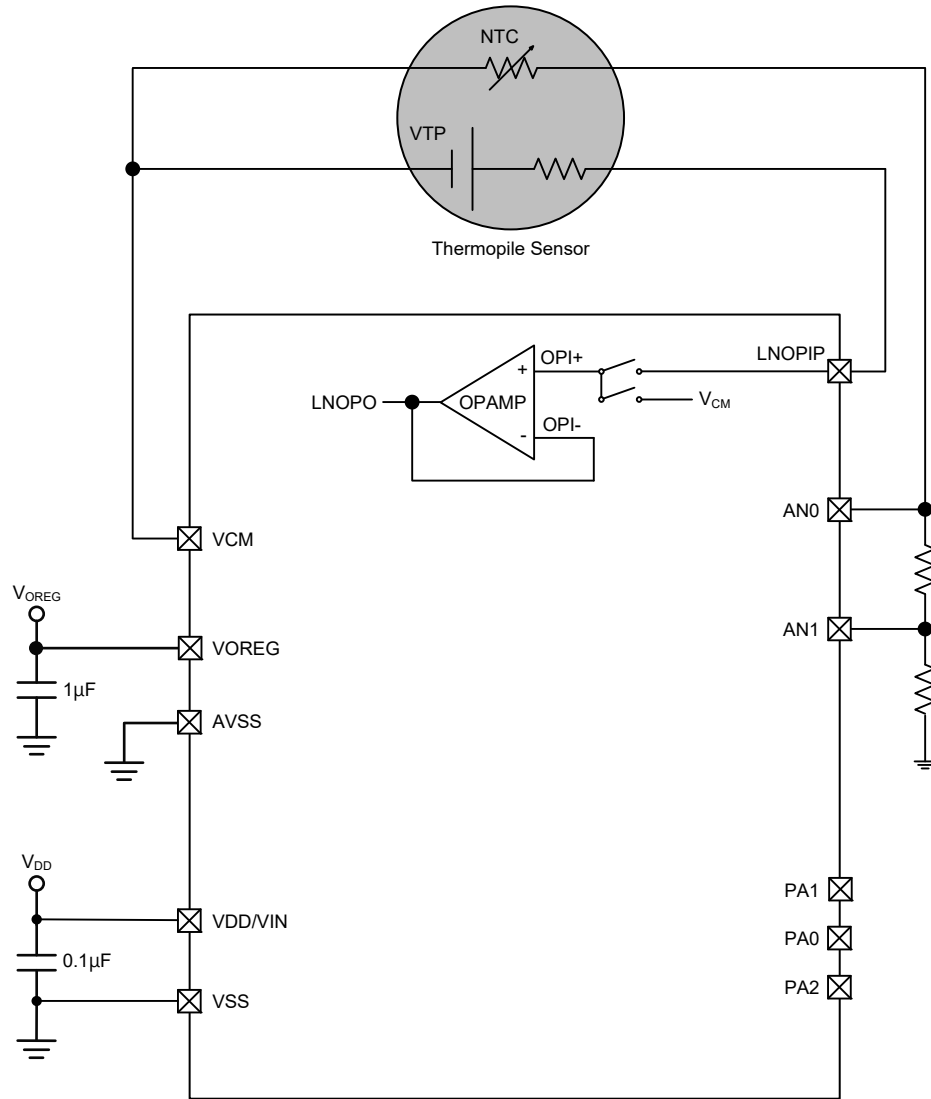 NTC
VTP
Thermopile Sensor
OPI+
LNOPIP
+
LNOPO
OPAMP
VCM
OPI-
-
AN0
VCM
VOREG
VOREG
AN1
1µF
AVSS
VDD
PA1
VDD/VIN
PA0
0.1µF
PA2
VSS